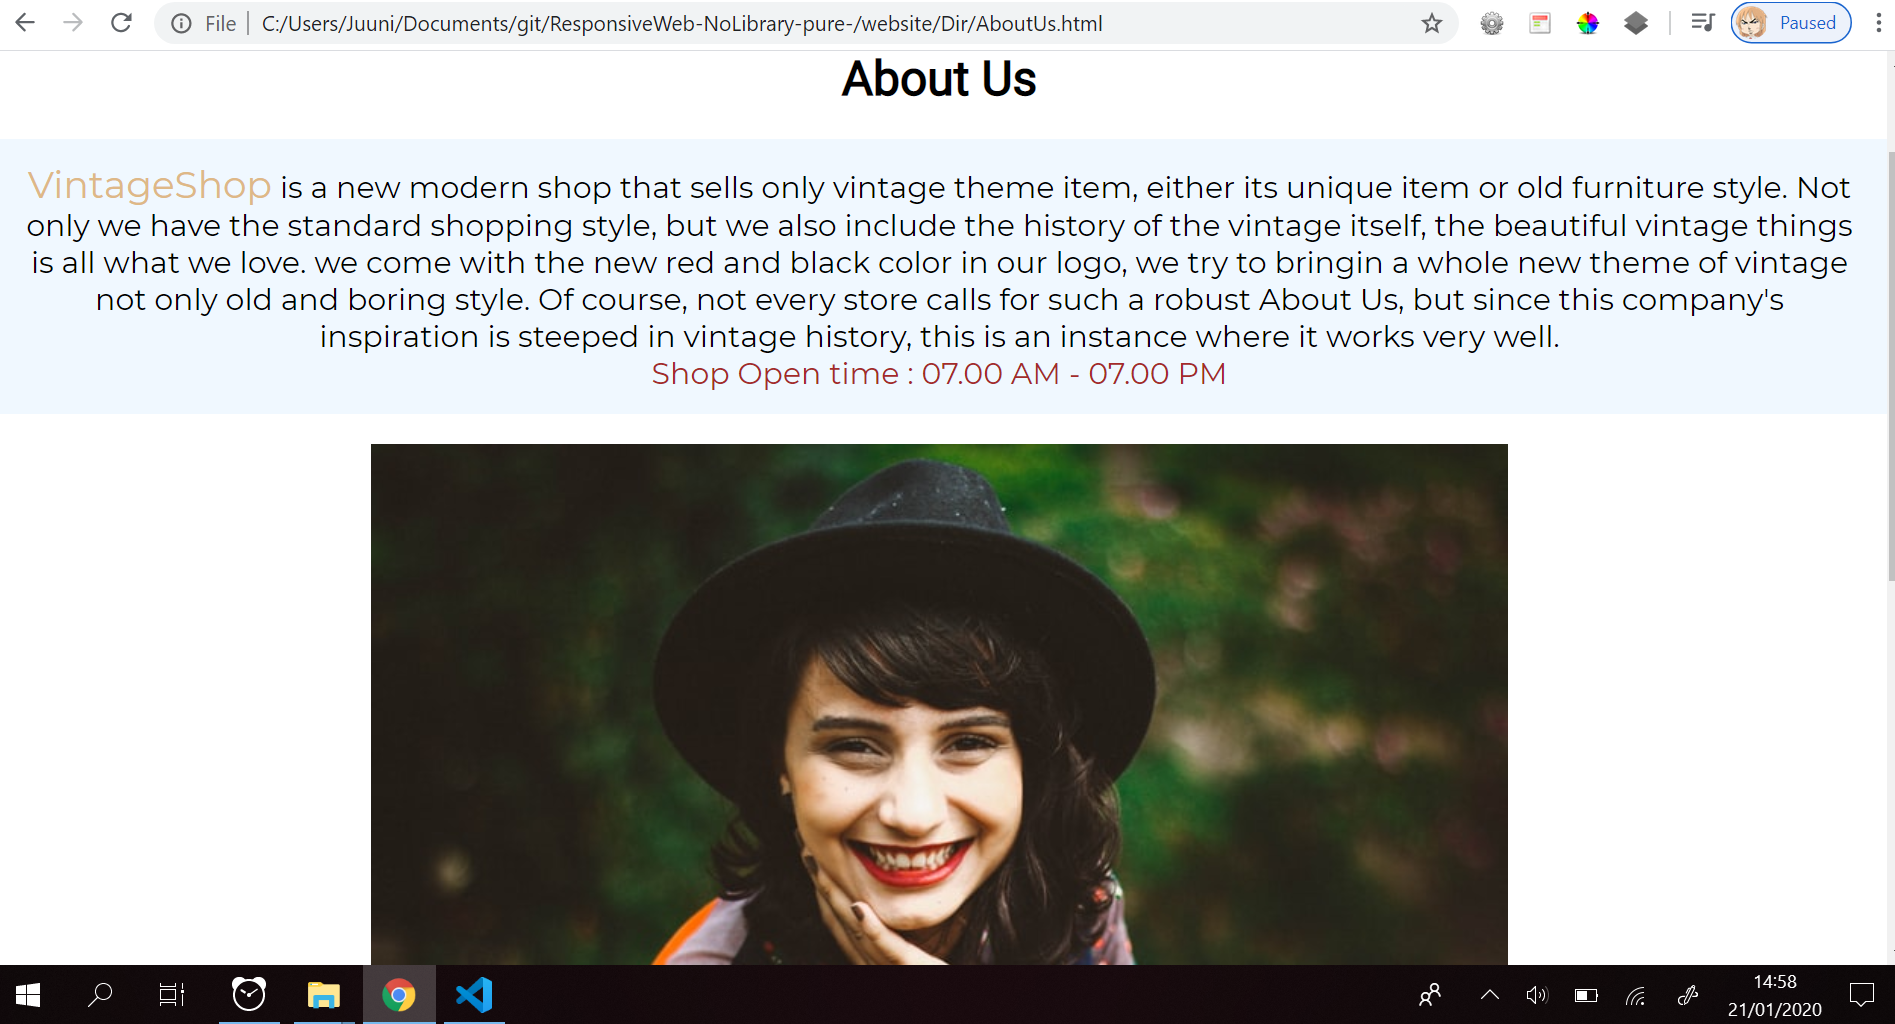 File
C:/Users/Juuni/Documents/git/ResponsiveWeb-NoLibrary-pure-/website/Dir/AboutUs.html
Paused
About Us
VintageShop is a new modern shop that sells only vintage theme item, either its unique item or old furniture style. Not
only we have the standard shopping style, but we also include the history of the vintage itself, the beautiful vintage things
is all what we love. we come with the new red and black color in our logo, we try to bringin a whole new theme of vintage
not only old and boring style. Of course, not every store calls for such a robust About Us, but since this company's
inspiration is steeped in vintage history, this is an instance where it works very well.
Shop Open time : 07.00 AM - 07.00 PM
14:58
21/01/2020